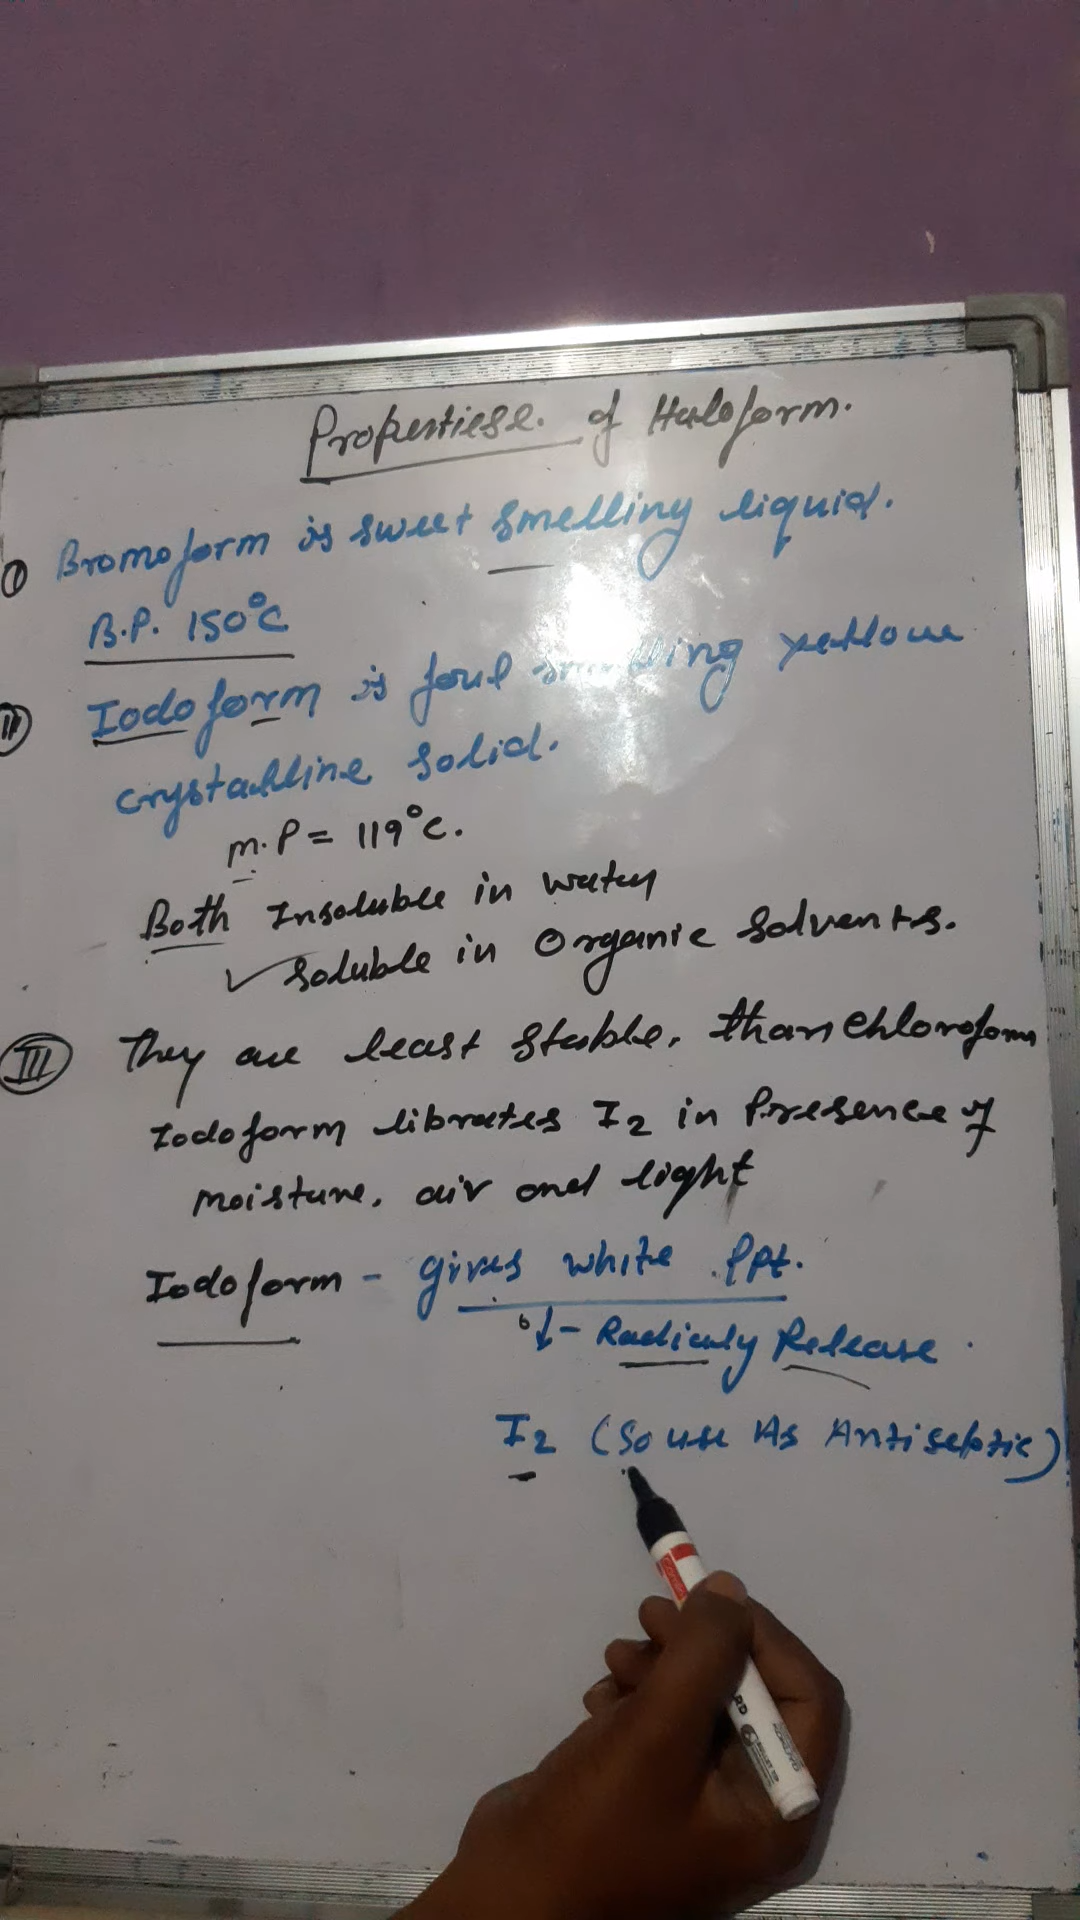 Propertiese. of Haloform.
① Bromoform is sweet smelling liquid.
B.P. 150°C
II Iodoform is foul smelling yellow
crystalline solid.
m.P = 119°C.
Both Insoluble in water
✓ soluble in Organic Solvents.
III They are least stable, than Chloroform
Iodoform librates I2 in Presence of
moisture, air and light
Iodoform - gives white PPt.
↓ - Radicaly Release
I2 (So use As Antiseptic)